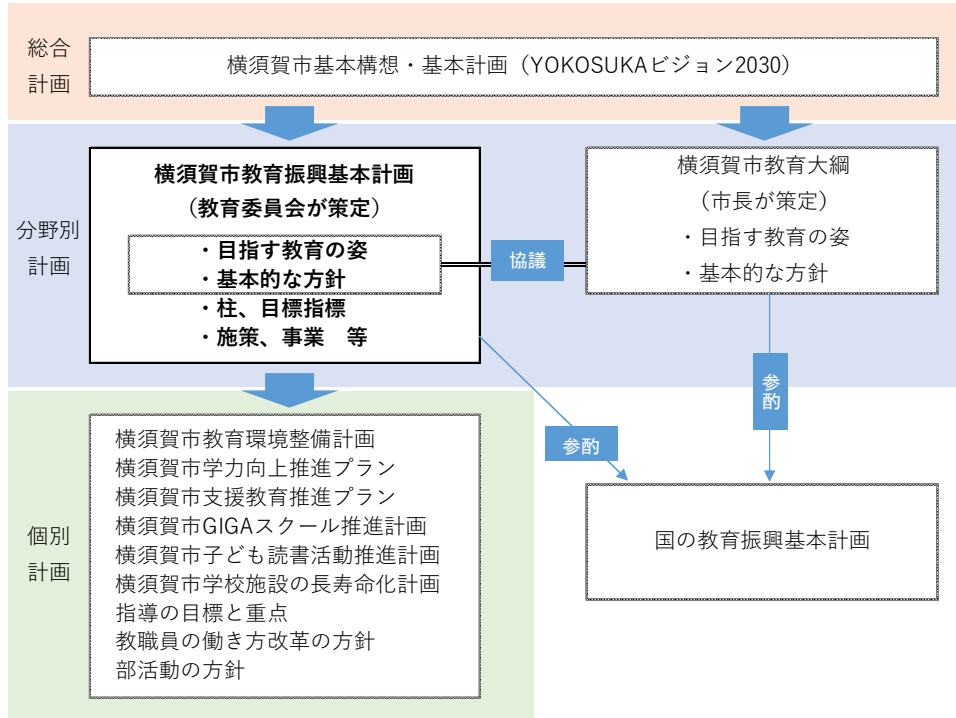 総合
計画
横須賀市基本構想・基本計画（YOKOSUKAビジョン2030）
分野別
計画
横須賀市教育振興基本計画
（教育委員会が策定）
・目指す教育の姿
・基本的な方針
・柱、目標指標
・施策、事業　等
協議
横須賀市教育大綱
（市長が策定）
・目指す教育の姿
・基本的な方針
参酌
参酌
個別
計画
横須賀市教育環境整備計画
横須賀市学力向上推進プラン
横須賀市支援教育推進プラン
横須賀市GIGAスクール推進計画
横須賀市子ども読書活動推進計画
横須賀市学校施設の長寿命化計画
指導の目標と重点
教職員の働き方改革の方針
部活動の方針
国の教育振興基本計画